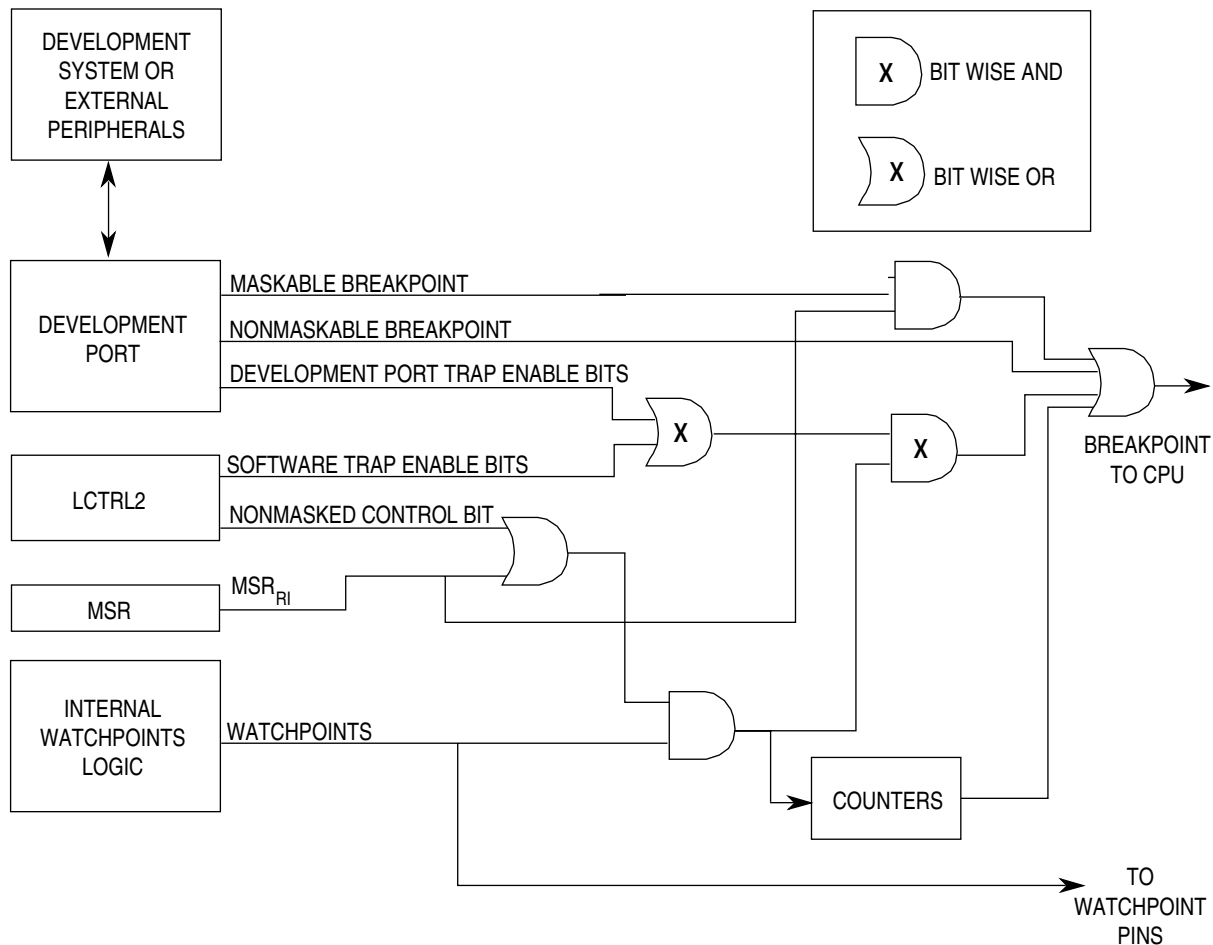 DEVELOPMENT
SYSTEM OR
EXTERNAL
PERIPHERALS
X
BIT WISE AND
X
BIT WISE OR
DEVELOPMENT
PORT
MASKABLE BREAKPOINT
NONMASKABLE BREAKPOINT
DEVELOPMENT PORT TRAP ENABLE BITS
X
X
BREAKPOINT
TO CPU
LCTRL2
SOFTWARE TRAP ENABLE BITS
NONMASKED CONTROL BIT
MSR
MSRRI
INTERNAL
WATCHPOINTS
LOGIC
WATCHPOINTS
COUNTERS
TO
WATCHPOINT
PINS